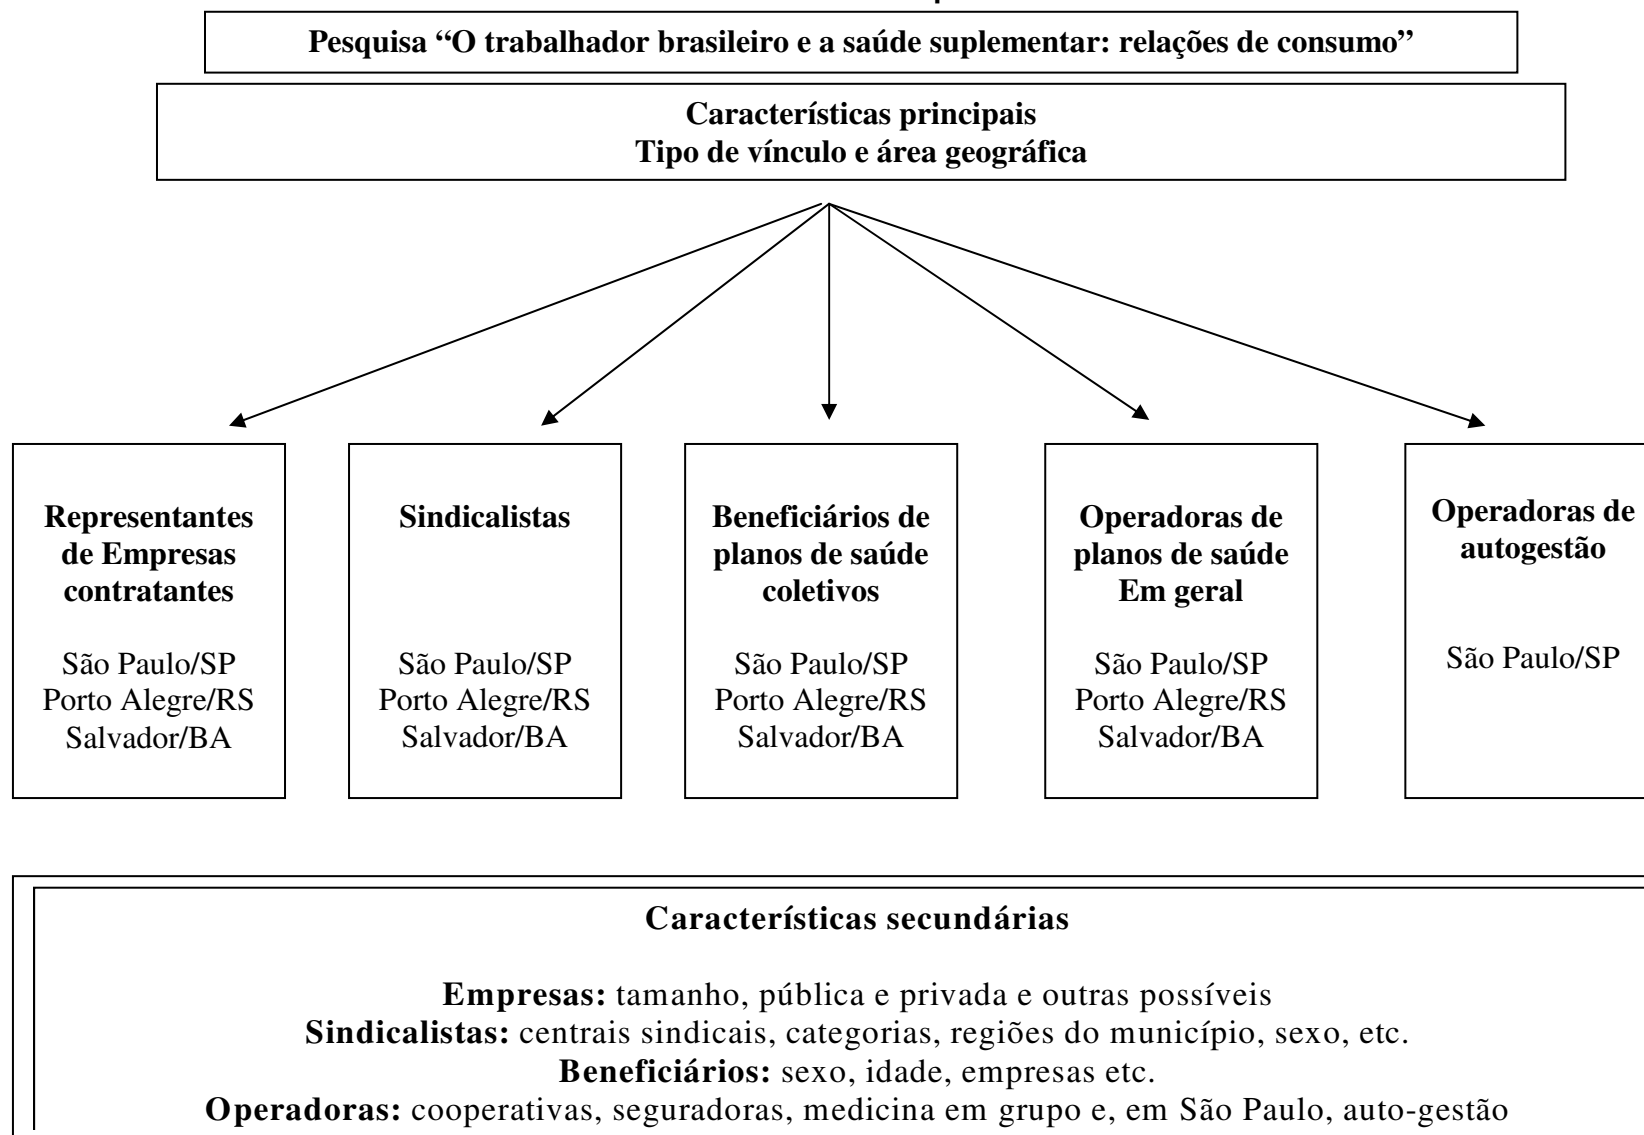 Pesquisa “O trabalhador brasileiro e a saúde suplementar: relações de consumo”
Características principais
Tipo de vínculo e área geográfica
Representantes
de Empresas
contratantes
São Paulo/SP
Porto Alegre/RS
Salvador/BA
Sindicalistas
São Paulo/SP
Porto Alegre/RS
Salvador/BA
Beneficiários de
planos de saúde
coletivos
São Paulo/SP
Porto Alegre/RS
Salvador/BA
Operadoras de
planos de saúde
Em geral
São Paulo/SP
Porto Alegre/RS
Salvador/BA
Operadoras de
autogestão
São Paulo/SP
Características secundárias
Empresas: tamanho, pública e privada e outras possíveis
Sindicalistas: centrais sindicais, categorias, regiões do município, sexo, etc.
Beneficiários: sexo, idade, empresas etc.
Operadoras: cooperativas, seguradoras, medicina em grupo e, em São Paulo, auto-gestão